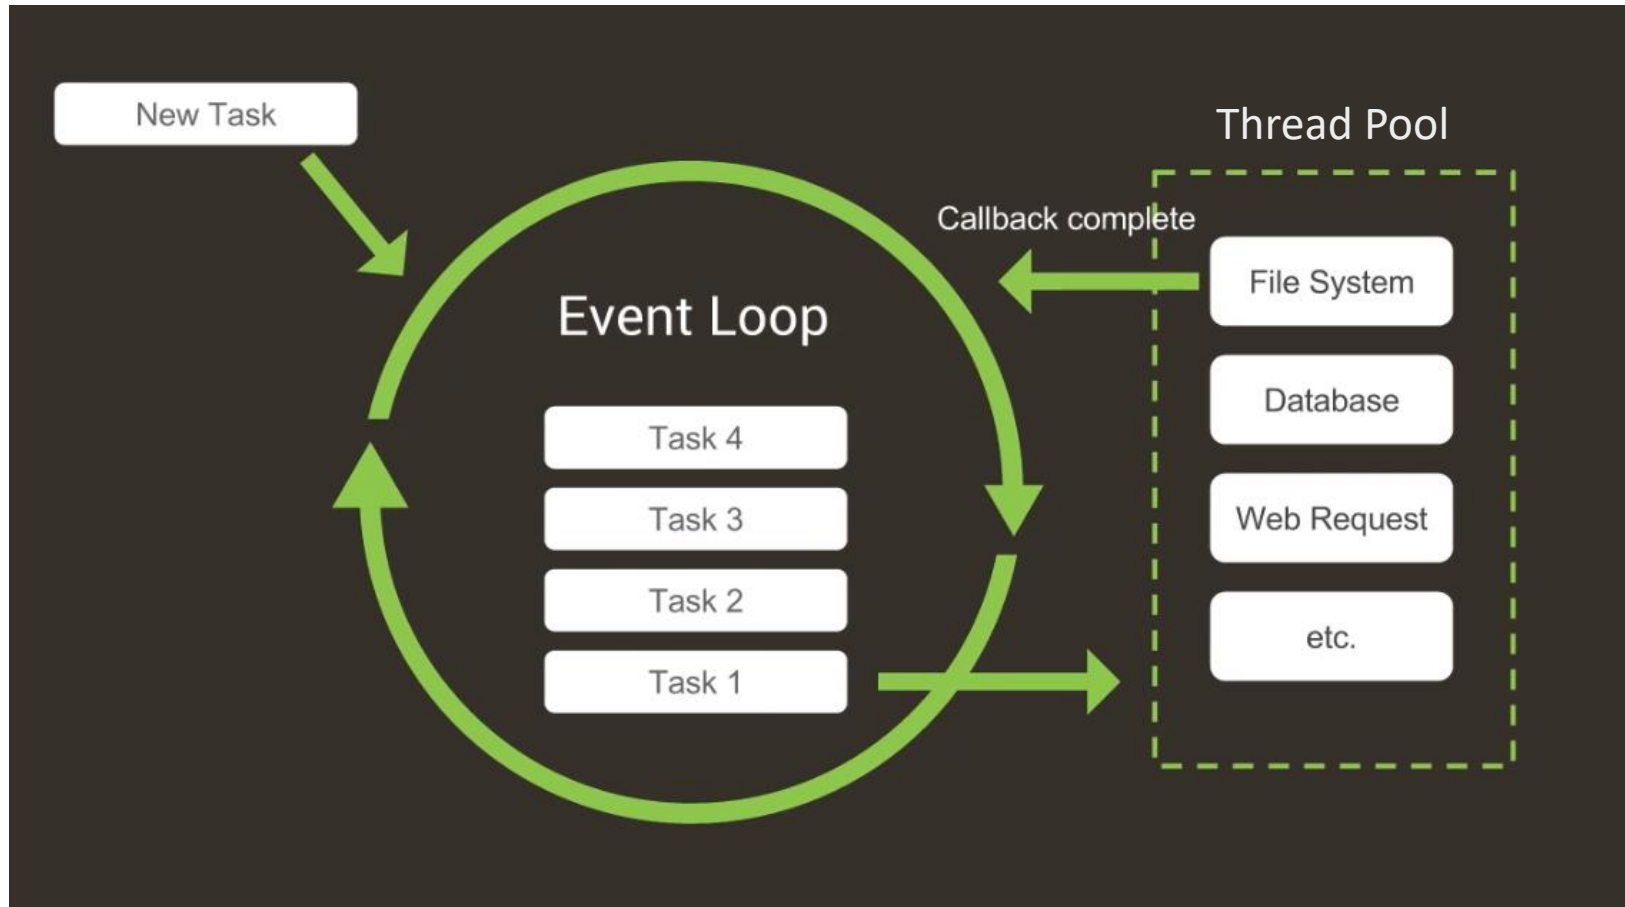 New Task
Thread Pool
Callback complete
File System
Event Loop
Database
Task 4
Task 3
Web Request
Task 2
etc.
Task 1